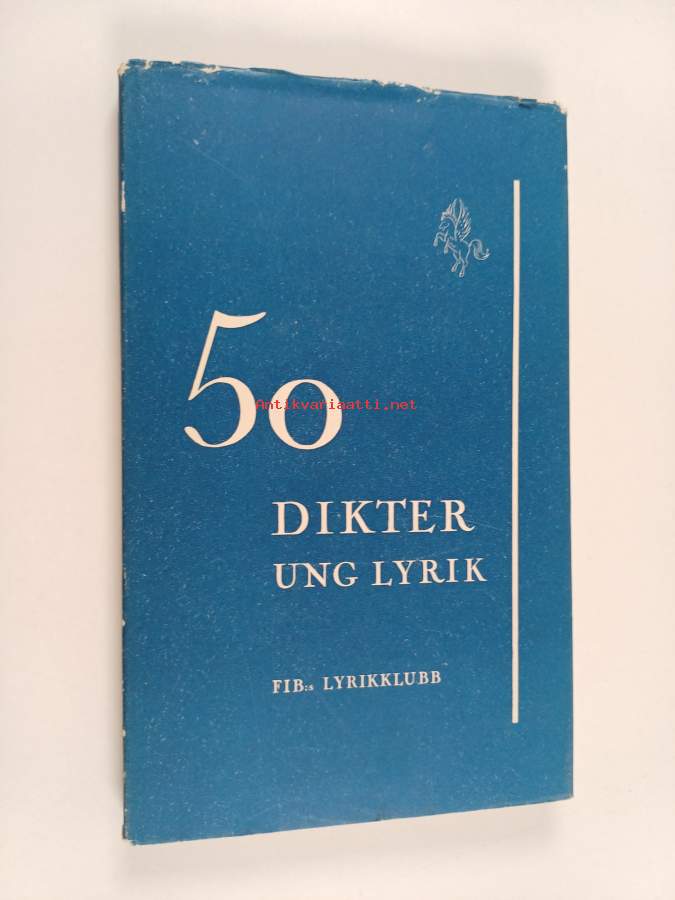 50
Antikvariaatti.net
DIKTER
UNG LYRIK
FIB:s LYRIKKLUBB